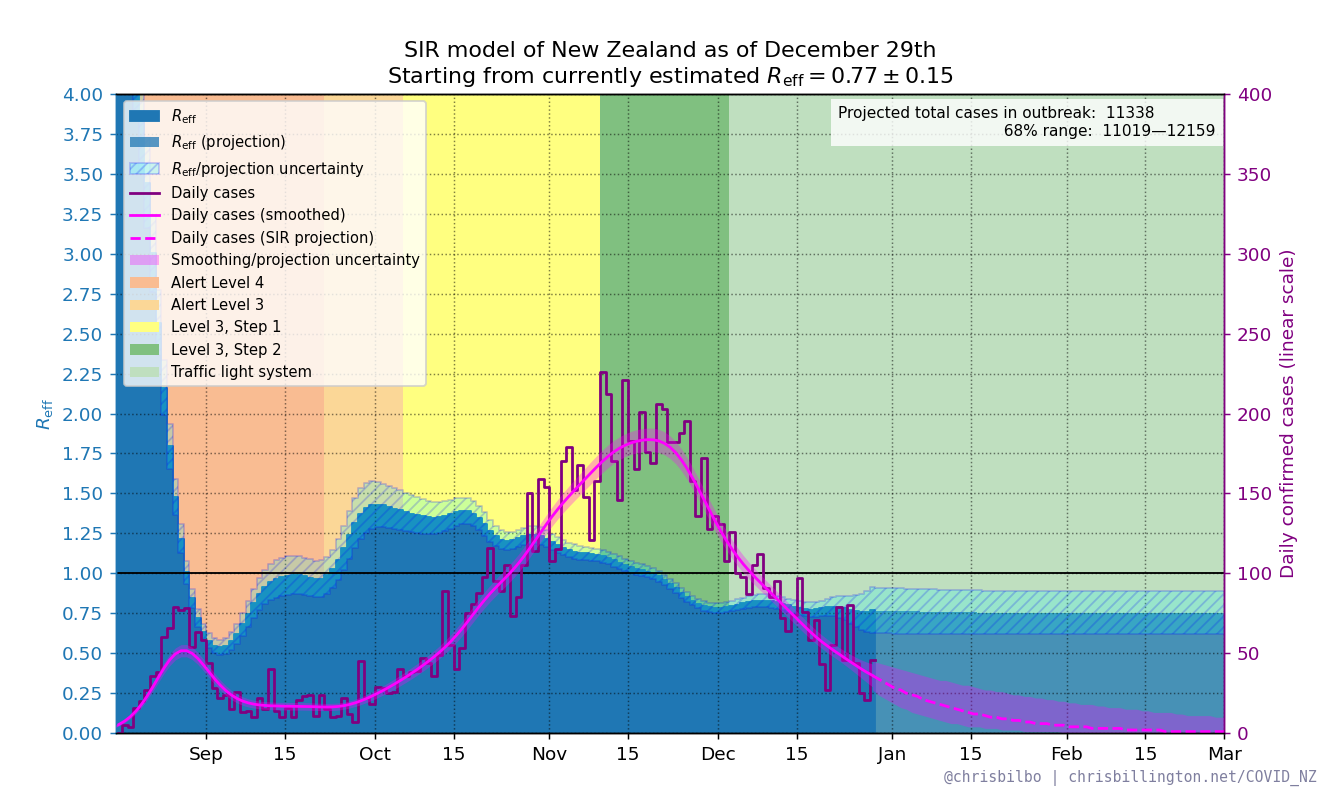 SIR model of New Zealand as of December 29th
Starting from currently estimated R_eff = 0.77 ± 0.15
Projected total cases in outbreak: 11338
68% range: 11019—12159
R_eff
R_eff (projection)
R_eff/projection uncertainty
Daily cases
Daily cases (smoothed)
Daily cases (SIR projection)
Smoothing/projection uncertainty
Alert Level 4
Alert Level 3
Level 3, Step 1
Level 3, Step 2
Traffic light system
R_eff
4.00
3.75
3.50
3.25
3.00
2.75
2.50
2.25
2.00
1.75
1.50
1.25
1.00
0.75
0.50
0.25
0.00
400
350
300
250
200
150
100
50
0
Daily confirmed cases (linear scale)
Sep 15 Oct 15 Nov 15 Dec 15 Jan 15 Feb 15 Mar
@chrisbilbo | chrisbillington.net/COVID_NZ